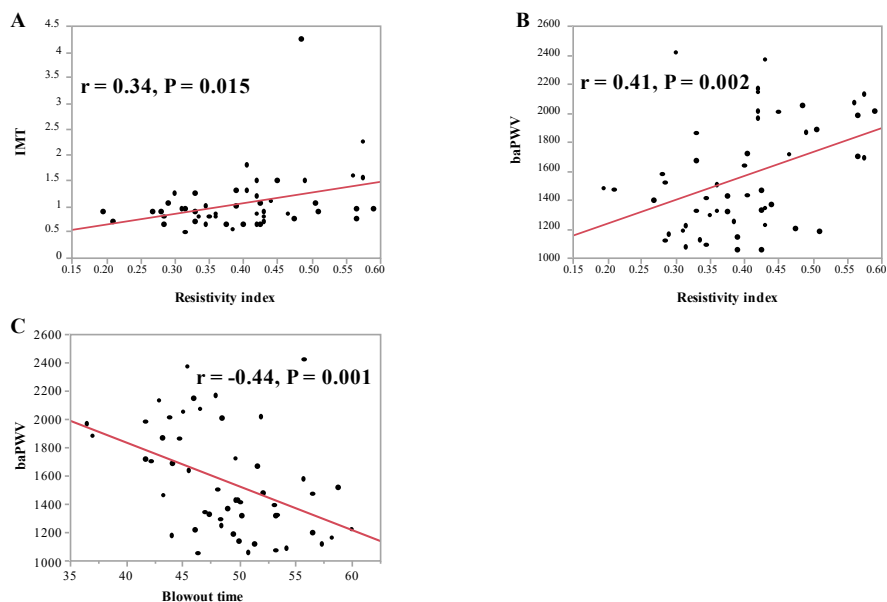 A
4.5
4
3.5
3
2.5
2
1.5
1
0.5
0
IMT
r = 0.34, P = 0.015
0.15 0.20 0.25 0.30 0.35 0.40 0.45 0.50 0.55 0.60
Resistivity index
B
2600
2400
2200
2000
1800
1600
1400
1200
1000
baPWV
r = 0.41, P = 0.002
0.15 0.20 0.25 0.30 0.35 0.40 0.45 0.50 0.55 0.60
Resistivity index
C
2600
2400
2200
2000
1800
1600
1400
1200
1000
baPWV
r = -0.44, P = 0.001
35 40 45 50 55 60
Blowout time